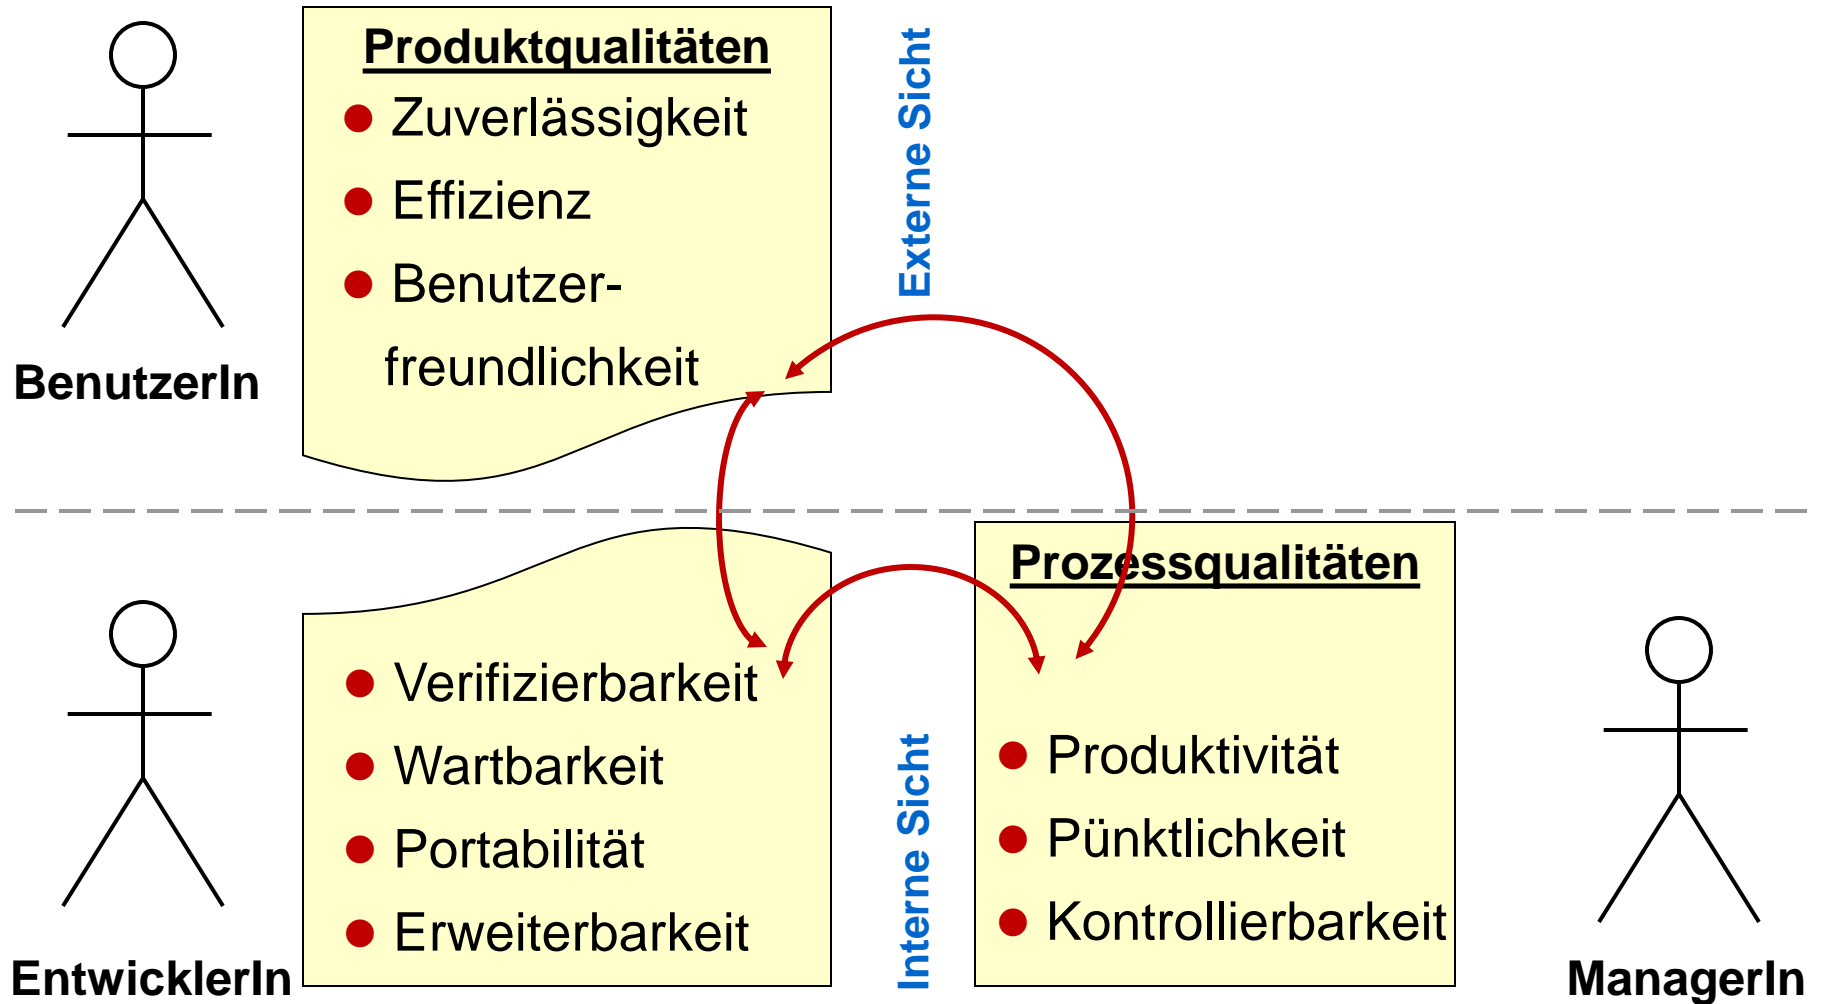 Produktqualitäten
Zuverlässigkeit
Effizienz
Benutzer-
freundlichkeit
BenutzerIn
Externe Sicht
Verifizierbarkeit
Wartbarkeit
Portabilität
Erweiterbarkeit
EntwicklerIn
Interne Sicht
Prozessqualitäten
Produktivität
Pünktlichkeit
Kontrollierbarkeit
ManagerIn